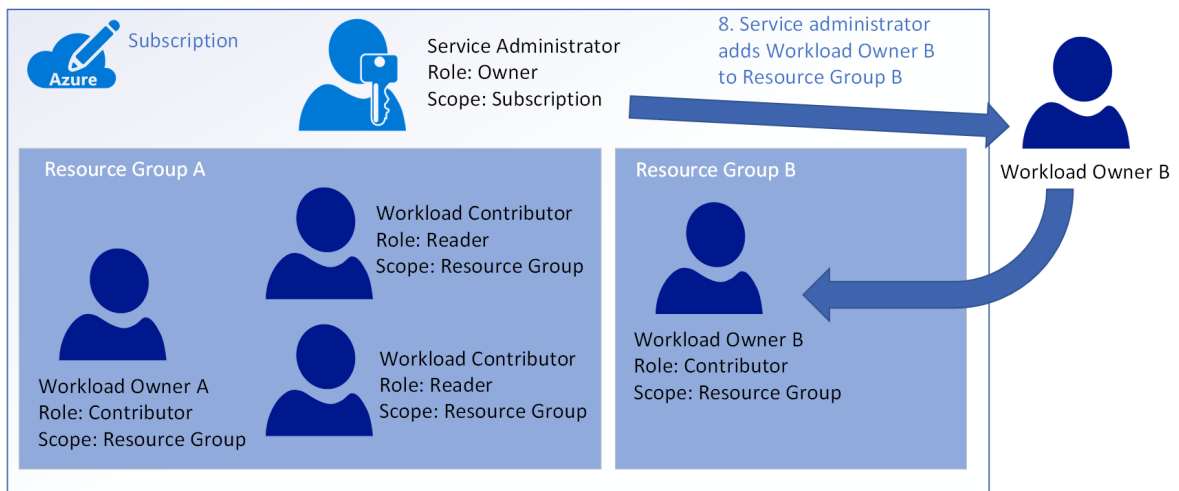 Azure
Subscription
Service Administrator
Role: Owner
Scope: Subscription
8. Service administrator
adds Workload Owner B
to Resource Group B
Workload Owner B
Resource Group A
Workload Contributor
Role: Reader
Scope: Resource Group
Workload Owner A
Role: Contributor
Scope: Resource Group
Workload Contributor
Role: Reader
Scope: Resource Group
Resource Group B
Workload Owner B
Role: Contributor
Scope: Resource Group